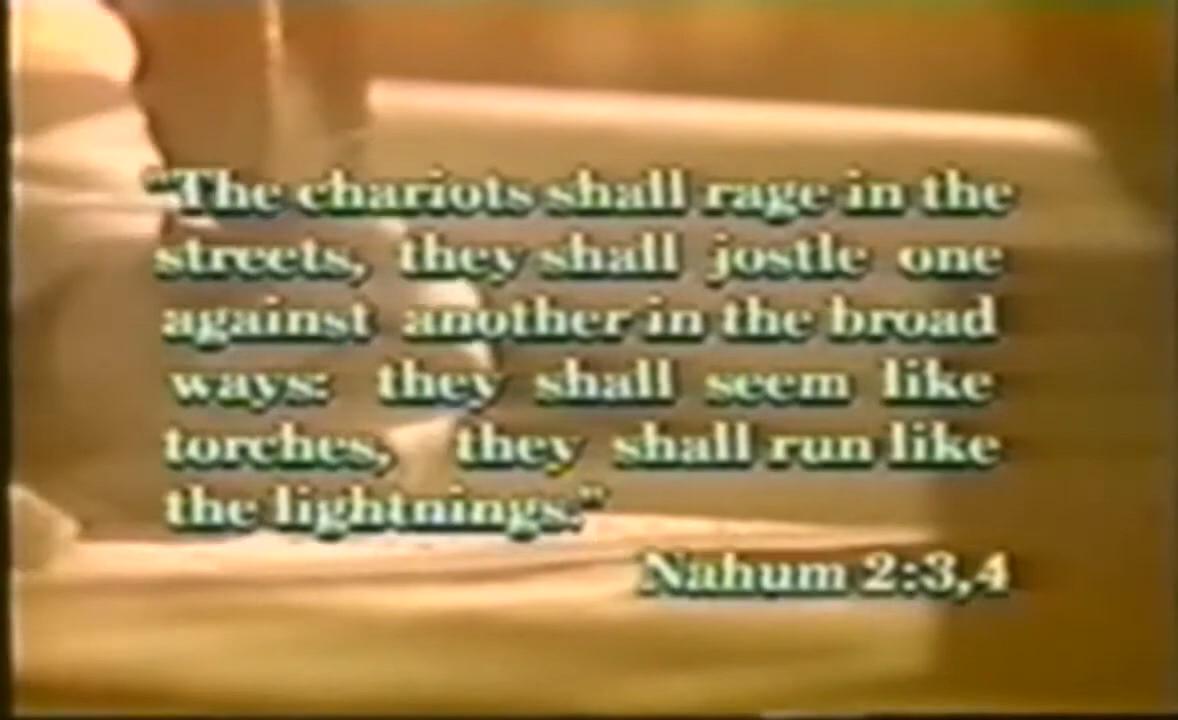 "The chariots shall rage in the
streets, they shall jostle one
against another in the broad
ways: they shall seem like
torches, they shall run like
the lightnings."
Nahum 2:3,4